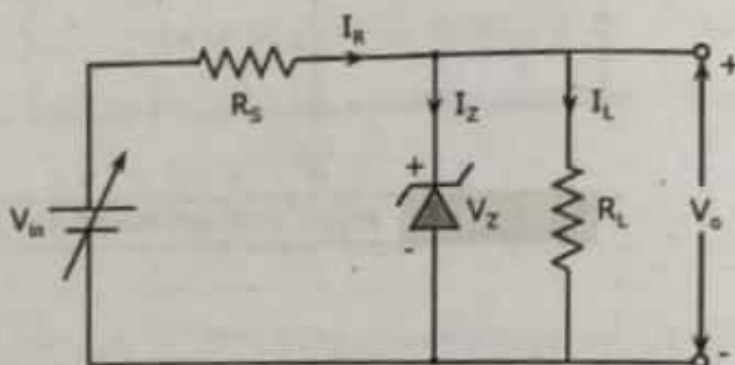 I_R
R_S
+
I_Z
I_L
+
V_in
V_Z
R_L
V_o
-
-